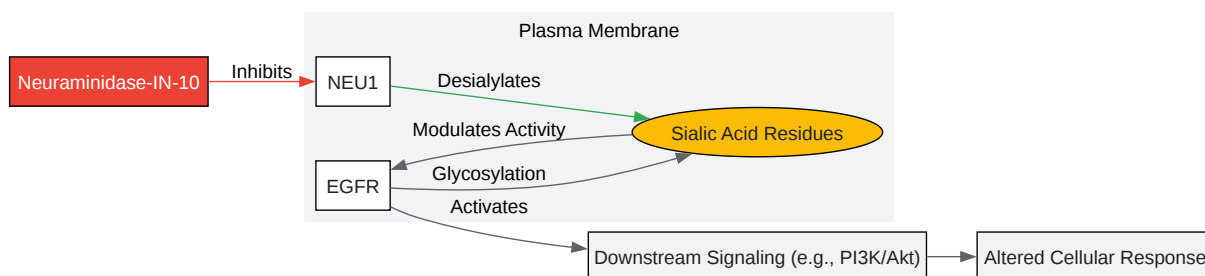 Plasma Membrane
Neuraminidase-IN-10
Inhibits
NEU1
Desialylates
Sialic Acid Residues
Modulates Activity
EGFR
Glycosylation
Activates
Downstream Signaling (e.g., PI3K/Akt)
Altered Cellular Response